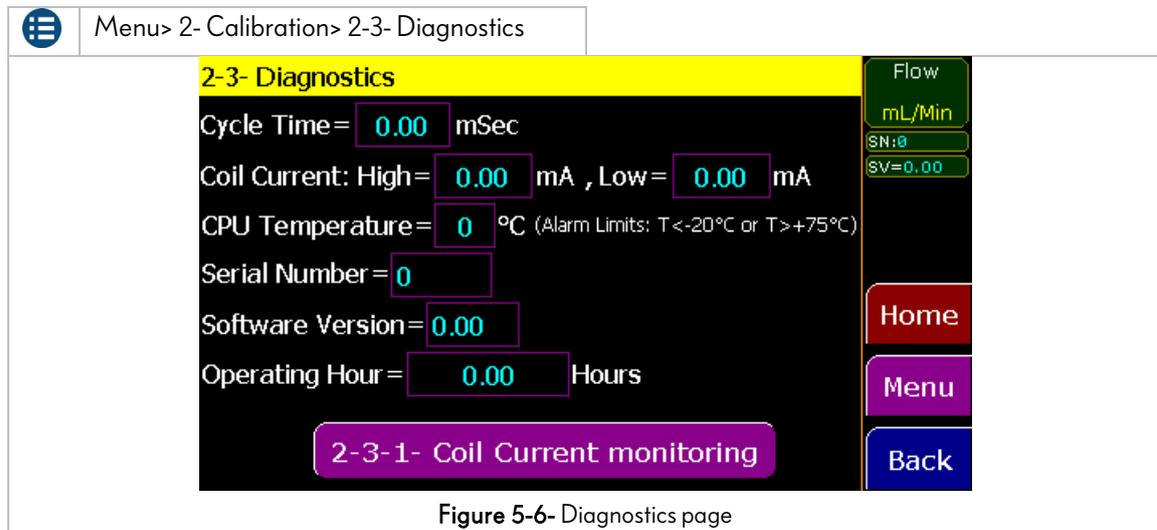 Menu> 2- Calibration> 2-3- Diagnostics
2-3- Diagnostics
Flow
mL/Min
SN:0
SV=0.00
Cycle Time= 0.00 mSec
Coil Current: High= 0.00 mA , Low= 0.00 mA
CPU Temperature= 0 °C (Alarm Limits: T<-20°C or T>+75°C)
Serial Number= 0
Software Version= 0.00
Operating Hour= 0.00 Hours
2-3-1- Coil Current monitoring
Home
Menu
Back
Figure 5-6- Diagnostics page